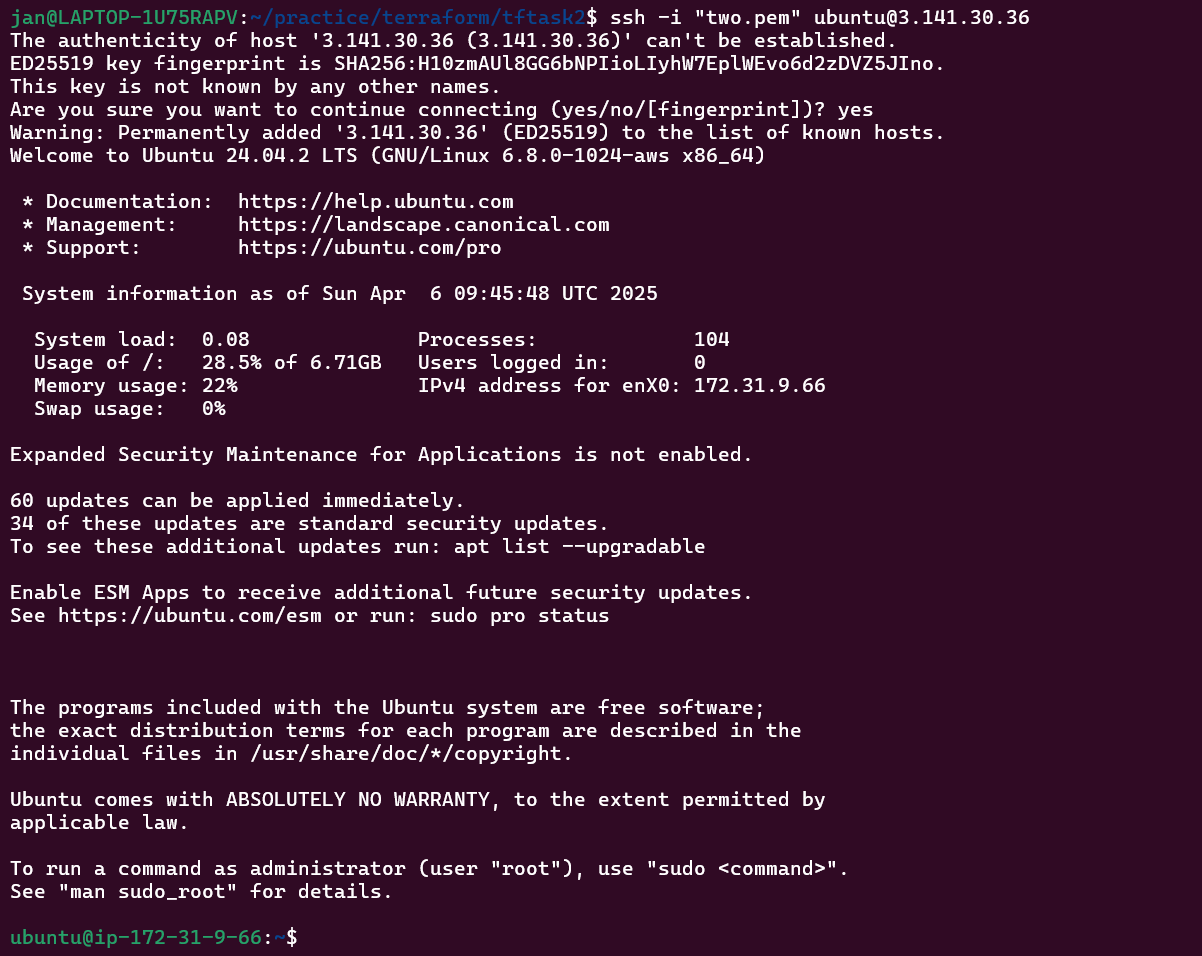 jan@LAPTOP-1U75RAPV:~/practice/terraform/tftask2$ ssh -i "two.pem" ubuntu@3.141.30.36
The authenticity of host '3.141.30.36 (3.141.30.36)' can't be established.
ED25519 key fingerprint is SHA256:H10zmAUl8GG6bNPIioLIyhW7EplWEvo6d2zDVZ5JIno.
This key is not known by any other names.
Are you sure you want to continue connecting (yes/no/[fingerprint])? yes
Warning: Permanently added '3.141.30.36' (ED25519) to the list of known hosts.
Welcome to Ubuntu 24.04.2 LTS (GNU/Linux 6.8.0-1024-aws x86_64)

 * Documentation:  https://help.ubuntu.com
 * Management:     https://landscape.canonical.com
 * Support:        https://ubuntu.com/pro

 System information as of Sun Apr  6 09:45:48 UTC 2025

  System load:  0.08              Processes:             104
  Usage of /:   28.5% of 6.71GB   Users logged in:       0
  Memory usage: 22%               IPv4 address for enX0: 172.31.9.66
  Swap usage:   0%

Expanded Security Maintenance for Applications is not enabled.

60 updates can be applied immediately.
34 of these updates are standard security updates.
To see these additional updates run: apt list --upgradable

Enable ESM Apps to receive additional future security updates.
See https://ubuntu.com/esm or run: sudo pro status

The programs included with the Ubuntu system are free software;
the exact distribution terms for each program are described in the
individual files in /usr/share/doc/*/copyright.

Ubuntu comes with ABSOLUTELY NO WARRANTY, to the extent permitted by
applicable law.

To run a command as administrator (user "root"), use "sudo <command>".
See "man sudo_root" for details.

ubuntu@ip-172-31-9-66:~$